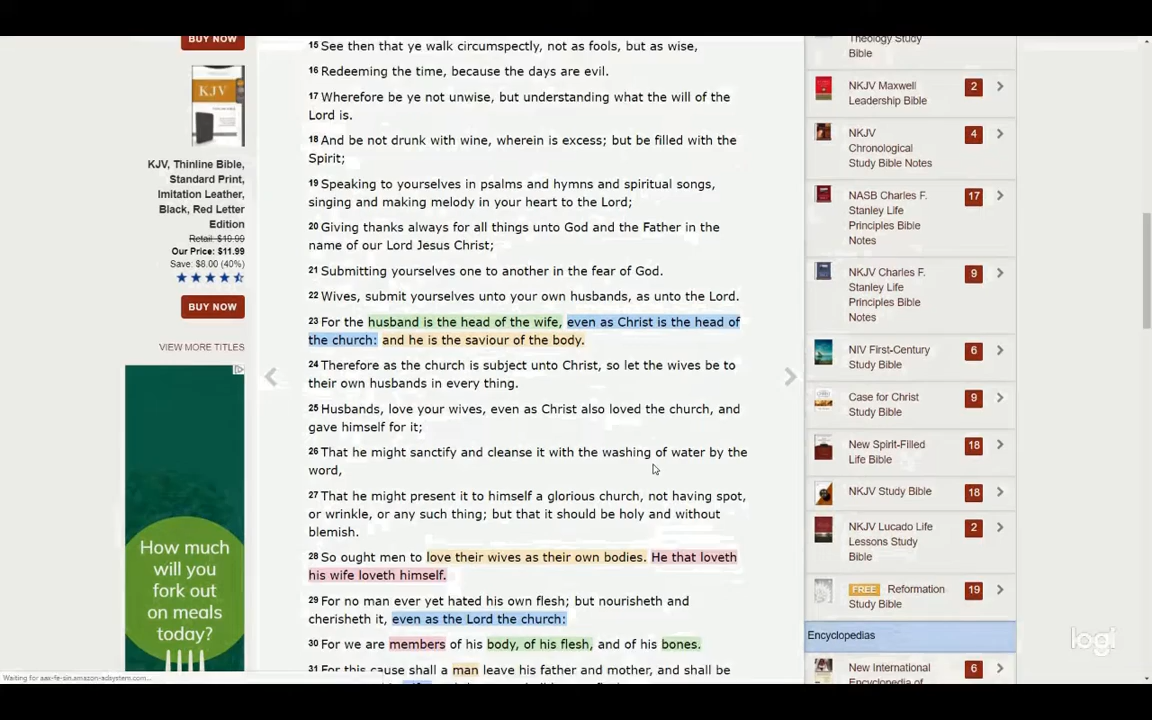 BUY NOW
KJV
KJV, Thinline Bible,
Standard Print,
Imitation Leather,
Black, Red Letter
Edition
Retail: $19.99
Our Price: $11.99
Save: $8.00 (40%)
BUY NOW
VIEW MORE TITLES
How much
will you
fork out
on meals
today?
15 See then that ye walk circumspectly, not as fools, but as wise,
16 Redeeming the time, because the days are evil.
17 Wherefore be ye not unwise, but understanding what the will of the
Lord is.
18 And be not drunk with wine, wherein is excess; but be filled with the
Spirit;
19 Speaking to yourselves in psalms and hymns and spiritual songs,
singing and making melody in your heart to the Lord;
20 Giving thanks always for all things unto God and the Father in the
name of our Lord Jesus Christ;
21 Submitting yourselves one to another in the fear of God.
22 Wives, submit yourselves unto your own husbands, as unto the Lord.
23 For the husband is the head of the wife, even as Christ is the head of
the church: and he is the saviour of the body.
24 Therefore as the church is subject unto Christ, so let the wives be to
their own husbands in every thing.
25 Husbands, love your wives, even as Christ also loved the church, and
gave himself for it;
26 That he might sanctify and cleanse it with the washing of water by the
word,
27 That he might present it to himself a glorious church, not having spot,
or wrinkle, or any such thing; but that it should be holy and without
blemish.
28 So ought men to love their wives as their own bodies. He that loveth
his wife loveth himself.
29 For no man ever yet hated his own flesh; but nourisheth and
cherisheth it, even as the Lord the church:
30 For we are members of his body, of his flesh, and of his bones.
31 For this cause shall a man leave his father and mother, and shall be
Theology Study
Bible
NKJV Maxwell
Leadership Bible
2
NKJV
Chronological
Study Bible Notes
4
NASB Charles F.
Stanley Life
Principles Bible
Notes
17
NKJV Charles F.
Stanley Life
Principles Bible
Notes
9
NIV First-Century
Study Bible
6
Case for Christ
Study Bible
9
New Spirit-Filled
Life Bible
18
NKJV Study Bible
18
NKJV Lucado Life
Lessons Study
Bible
2
FREE Reformation
Study Bible
19
Encyclopedias
New International
Encyclopedia of
6
logi
Waiting for aax-fe-sin.amazon-adsystem.com...